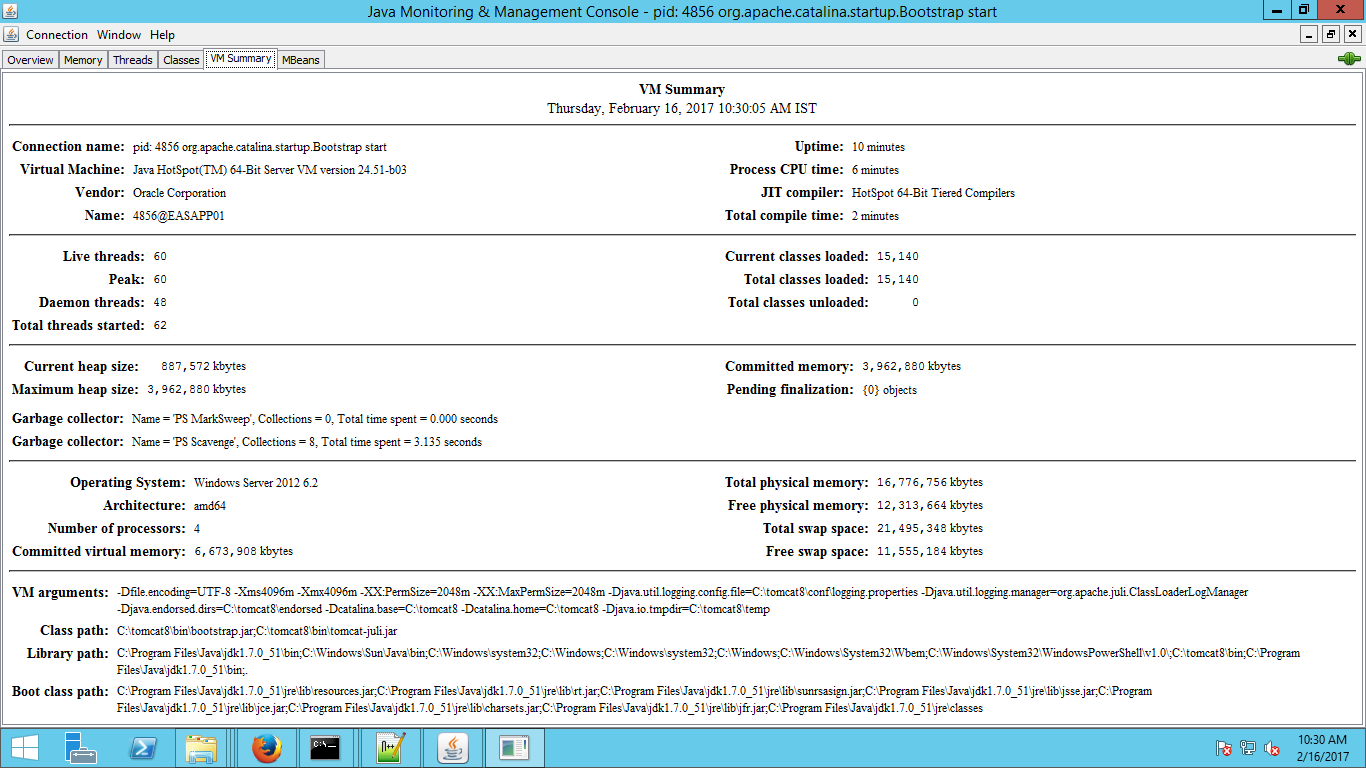 Java Monitoring & Management Console - pid: 4856 org.apache.catalina.startup.Bootstrap start
Connection Window Help
Overview Memory Threads Classes VM Summary MBeans
VM Summary
Thursday, February 16, 2017 10:30:05 AM IST
Connection name: pid: 4856 org.apache.catalina.startup.Bootstrap start
Virtual Machine: Java HotSpot(TM) 64-Bit Server VM version 24.51-b03
Vendor: Oracle Corporation
Name: 4856@EASAPP01
Uptime: 10 minutes
Process CPU time: 6 minutes
JIT compiler: HotSpot 64-Bit Tiered Compilers
Total compile time: 2 minutes
Live threads: 60
Peak: 60
Daemon threads: 48
Total threads started: 62
Current classes loaded: 15,140
Total classes loaded: 15,140
Total classes unloaded: 0
Current heap size: 887,572 kbytes
Maximum heap size: 3,962,880 kbytes
Committed memory: 3,962,880 kbytes
Pending finalization: {0} objects
Garbage collector: Name = 'PS MarkSweep', Collections = 0, Total time spent = 0.000 seconds
Garbage collector: Name = 'PS Scavenge', Collections = 8, Total time spent = 3.135 seconds
Operating System: Windows Server 2012 6.2
Architecture: amd64
Number of processors: 4
Committed virtual memory: 6,673,908 kbytes
Total physical memory: 16,776,756 kbytes
Free physical memory: 12,313,664 kbytes
Total swap space: 21,495,348 kbytes
Free swap space: 11,555,184 kbytes
VM arguments: -Dfile.encoding=UTF-8 -Xms4096m -Xmx4096m -XX:PermSize=2048m -XX:MaxPermSize=2048m -Djava.util.logging.config.file=C:\tomcat8\conf\logging.properties -Djava.util.logging.manager=org.apache.juli.ClassLoaderLogManager
-Djava.endorsed.dirs=C:\tomcat8\endorsed -Dcatalina.base=C:\tomcat8 -Dcatalina.home=C:\tomcat8 -Djava.io.tmpdir=C:\tomcat8\temp
Class path: C:\tomcat8\bin\bootstrap.jar;C:\tomcat8\bin\tomcat-juli.jar
Library path: C:\Program Files\Java\jdk1.7.0_51\bin;C:\Windows\Sun\Java\bin;C:\Windows\system32;C:\Windows;C:\Windows\system32;C:\Windows;C:\Windows\System32\Wbem;C:\Windows\System32\WindowsPowerShell\v1.0\;C:\tomcat8\bin;C:\Program
Files\Java\jdk1.7.0_51\bin;.
Boot class path: C:\Program Files\Java\jdk1.7.0_51\jre\lib\resources.jar;C:\Program Files\Java\jdk1.7.0_51\jre\lib\rt.jar;C:\Program Files\Java\jdk1.7.0_51\jre\lib\sunrsasign.jar;C:\Program Files\Java\jdk1.7.0_51\jre\lib\jsse.jar;C:\Program
Files\Java\jdk1.7.0_51\jre\lib\jce.jar;C:\Program Files\Java\jdk1.7.0_51\jre\lib\charsets.jar;C:\Program Files\Java\jdk1.7.0_51\jre\lib\jfr.jar;C:\Program Files\Java\jdk1.7.0_51\jre\classes
10:30 AM
2/16/2017